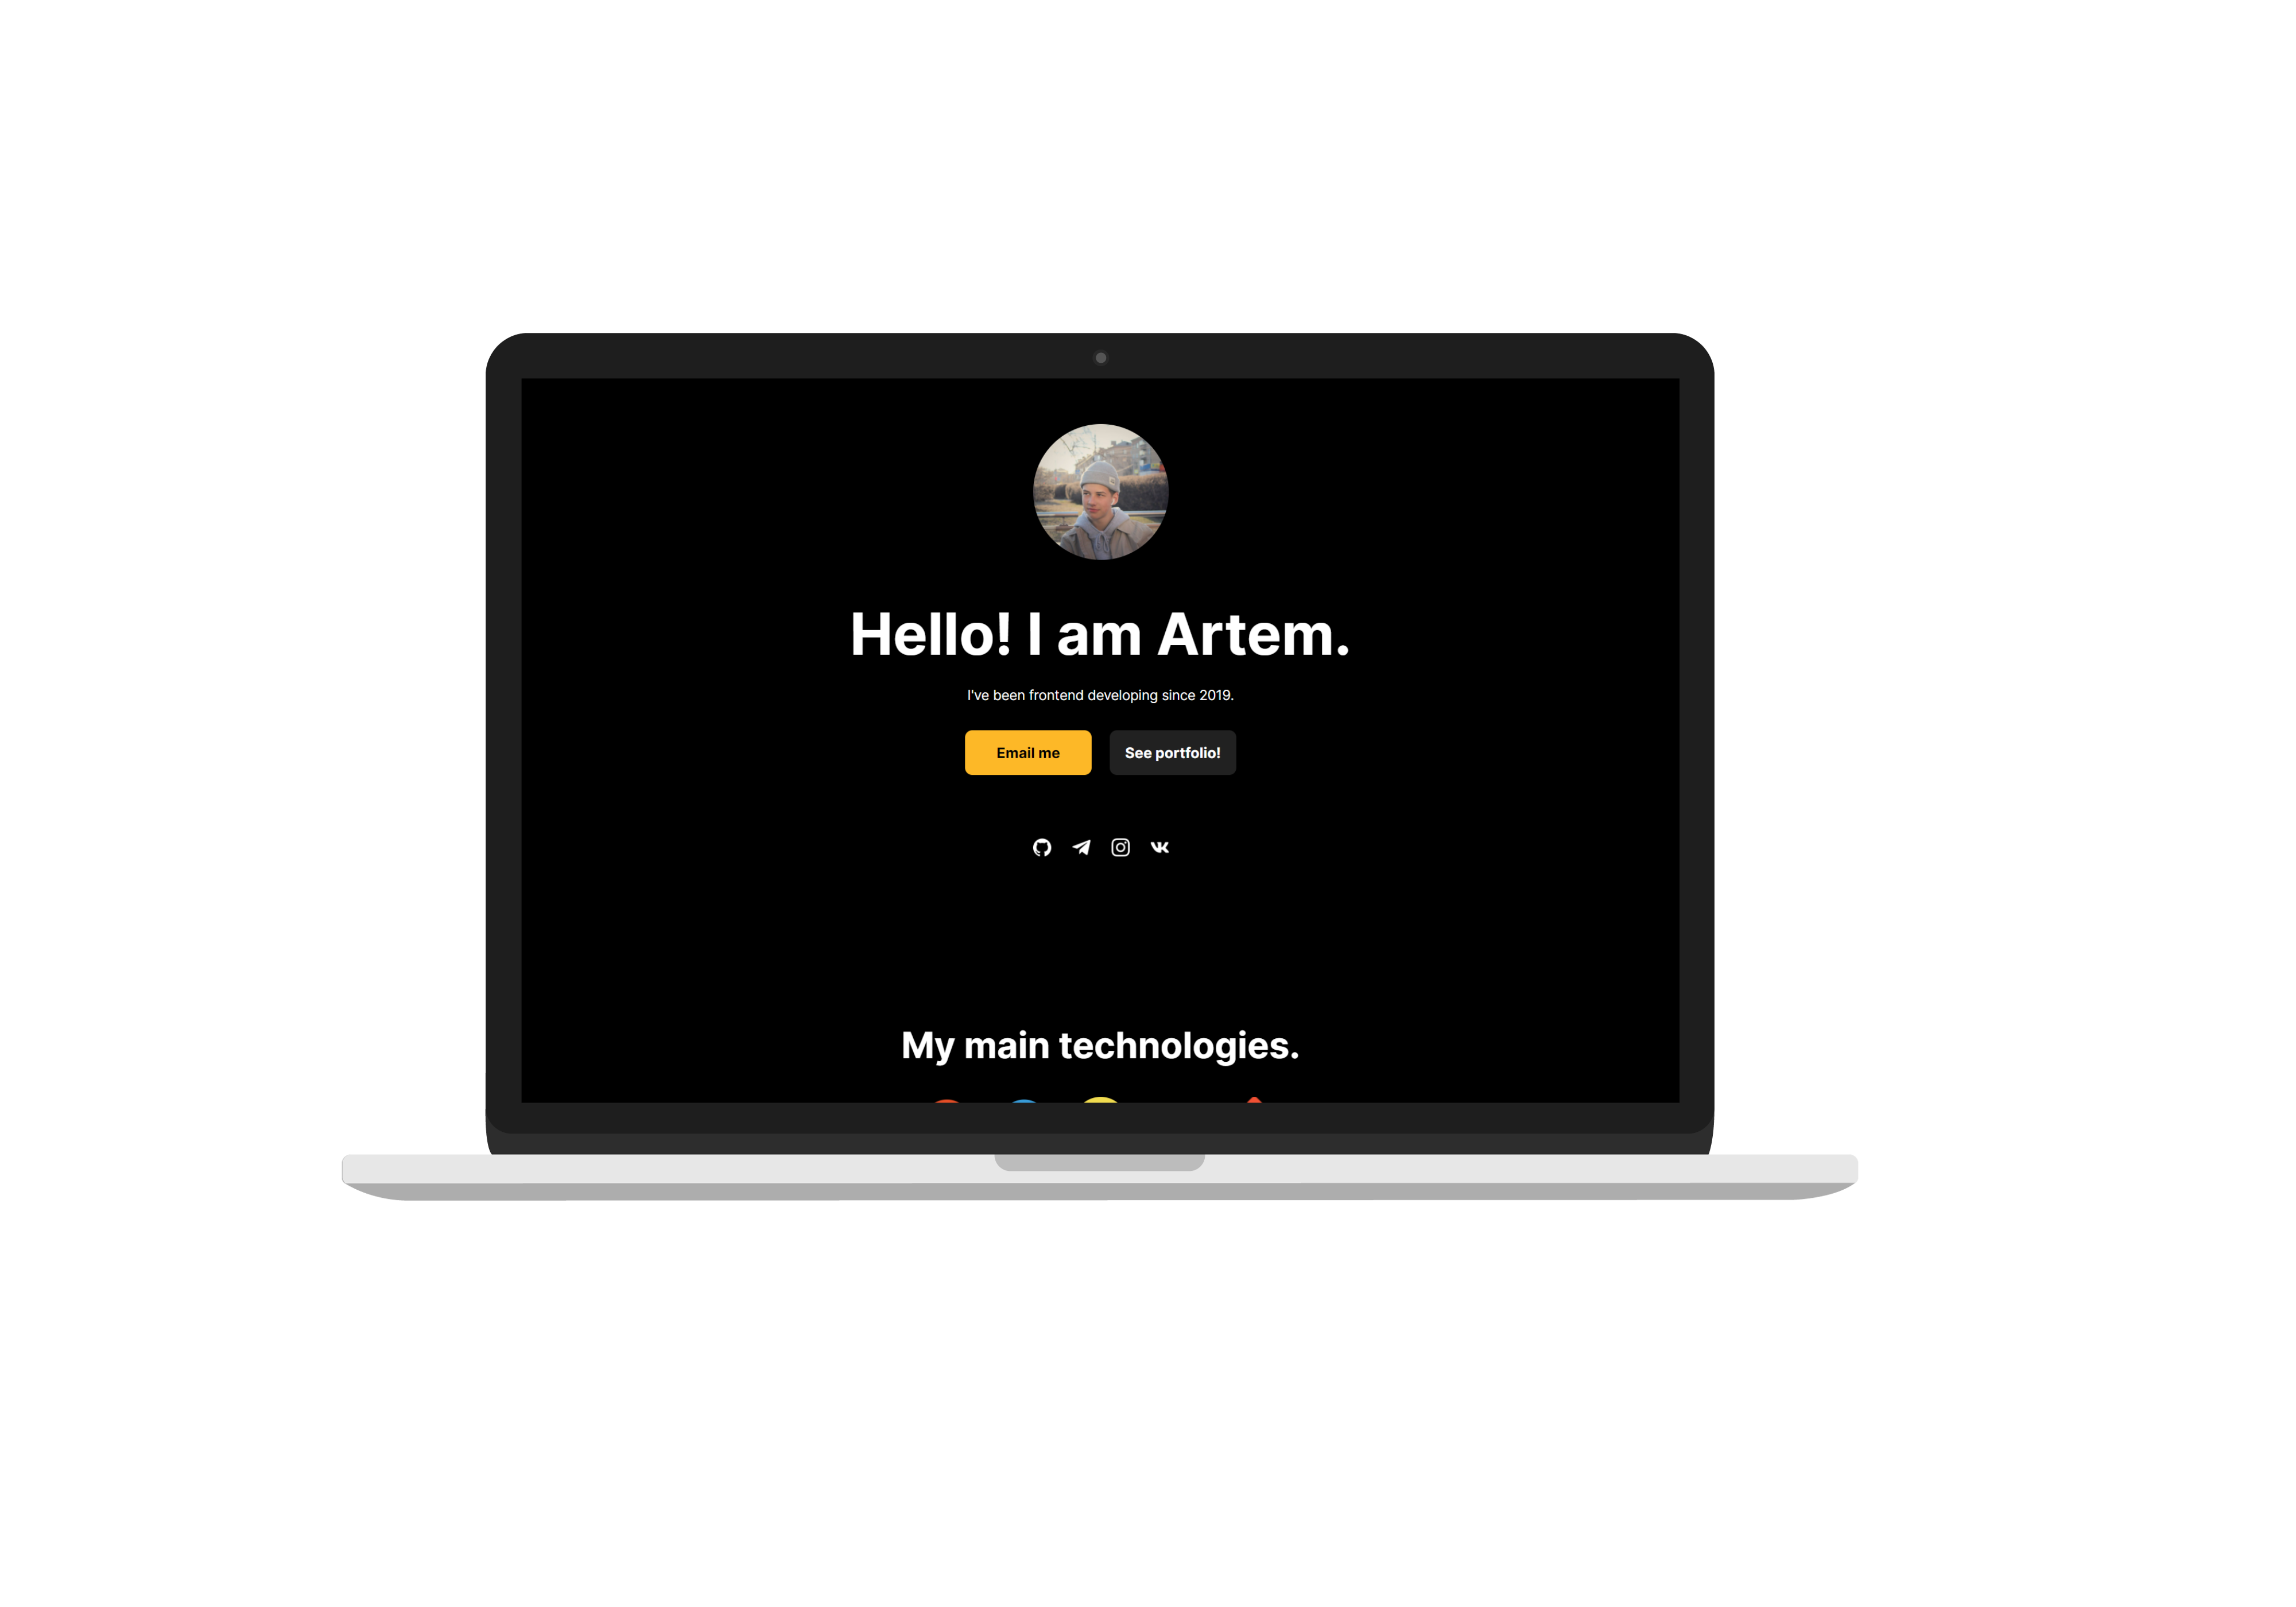 Hello! I am Artem.
I've been frontend developing since 2019.
Email me
See portfolio!
My main technologies.